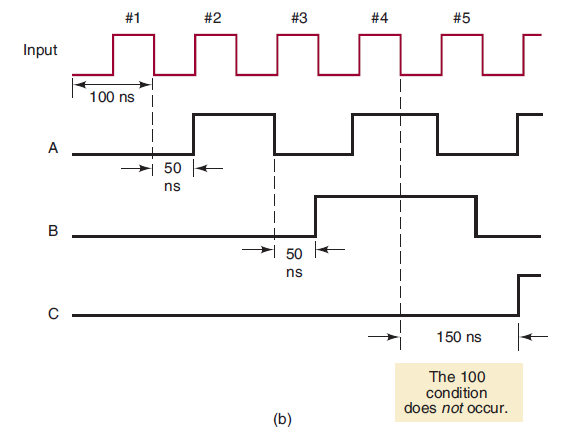 #1 #2 #3 #4 #5
Input
100 ns
A
50
ns
B
50
ns
C
150 ns
The 100
condition
does not occur.
(b)